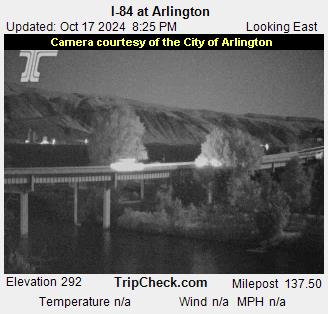 I-84 at Arlington
Updated: Oct 17 2024 8:25 PM Looking East
Camera courtesy of the City of Arlington
Elevation 292 TripCheck.com Milepost 137.50
Temperature n/a Wind n/a MPH n/a